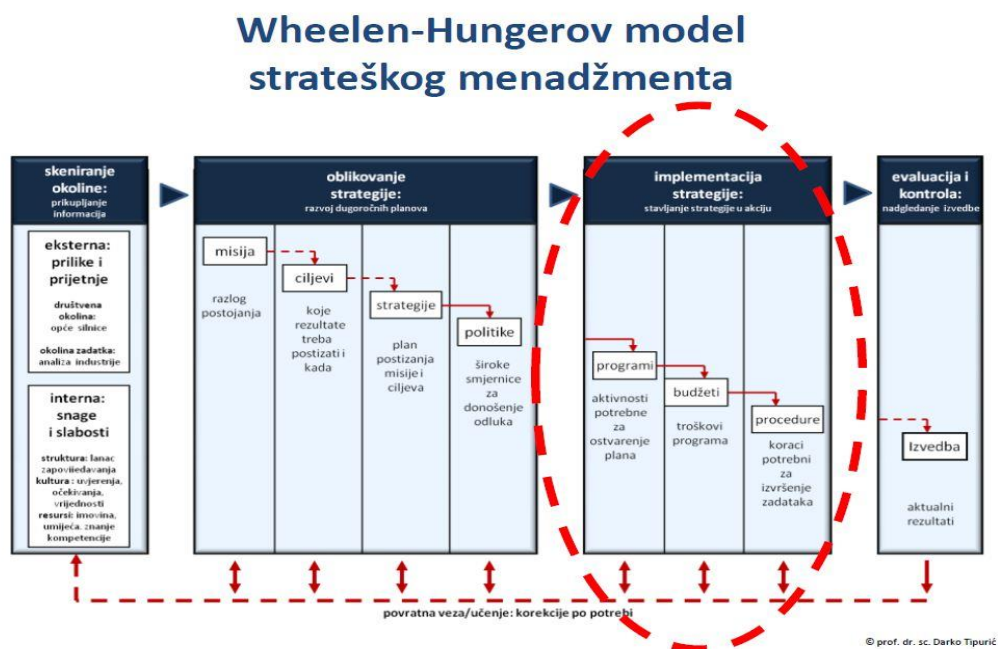 Wheelen-Hungerov model
strateškog menadžmenta
skeniranje
okoline:
prikupljanje
informacija
eksterna:
prilike i
prijetnje
društvena
okolina:
opće silnice
okolina zadatka:
analiza industrije
interna:
snage
i slabosti
struktura: lanac
zapovijedavanja
kultura : uvjerenja,
očekivanja,
vrijednosti
resursi: imovina,
umijeća, znanje
kompetencije
oblikovanje
strategije:
razvoj dugoročnih planova
misija
razlog
postojanja
ciljevi
koje
rezultate
treba
postizati i
kada
strategije
plan
postizanja
misije i
ciljeva
politike
široke
smjernice
za
donošenje
odluka
implementacija
strategije:
stavljanje strategije u akciju
programi
aktivnosti
potrebne
za
ostvarenje
plana
budžeti
troškovi
programa
procedure
koraci
potrebni
za
izvršenje
zadataka
evaluacija i
kontrola:
nadgledanje izvedbe
Izvedba
aktualni
rezultati
povratna veza/učenje: korekcije po potrebi
© prof. dr. sc. Darko Tipurić